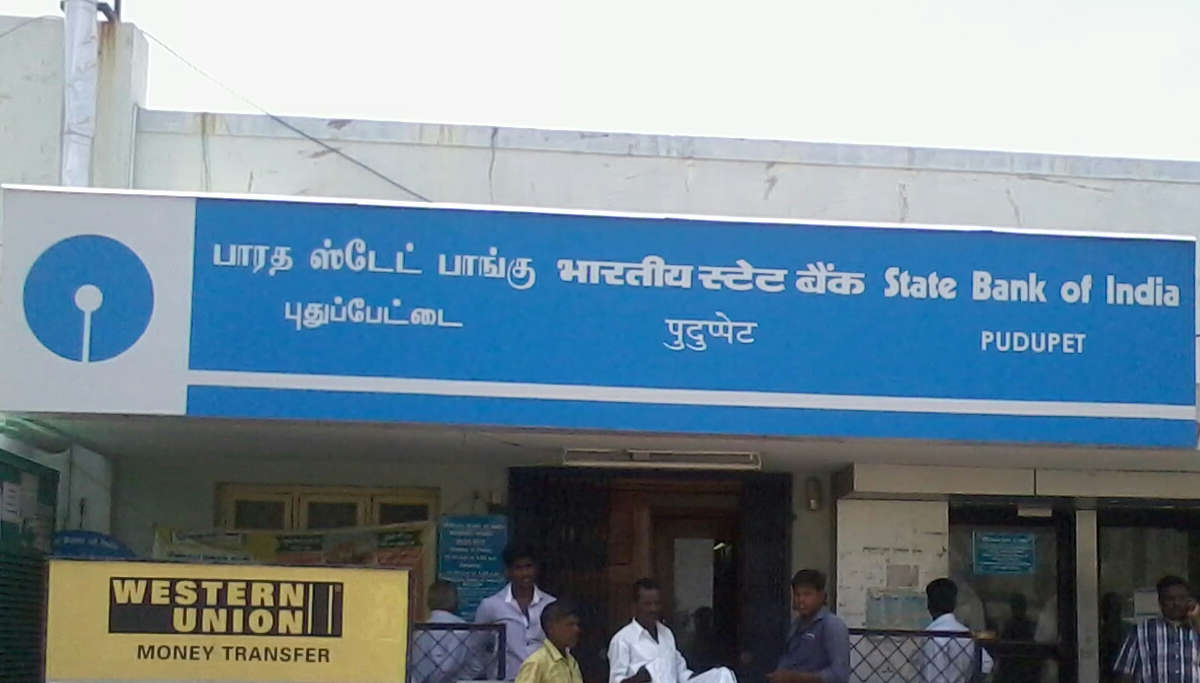 பாரத ஸ்டேட் பாங்கு भारतीय स्टेट बैंक State Bank of India
புதுப்பேட்டை पुदुप्पेट PUDUPET
WESTERN
UNION
MONEY TRANSFER